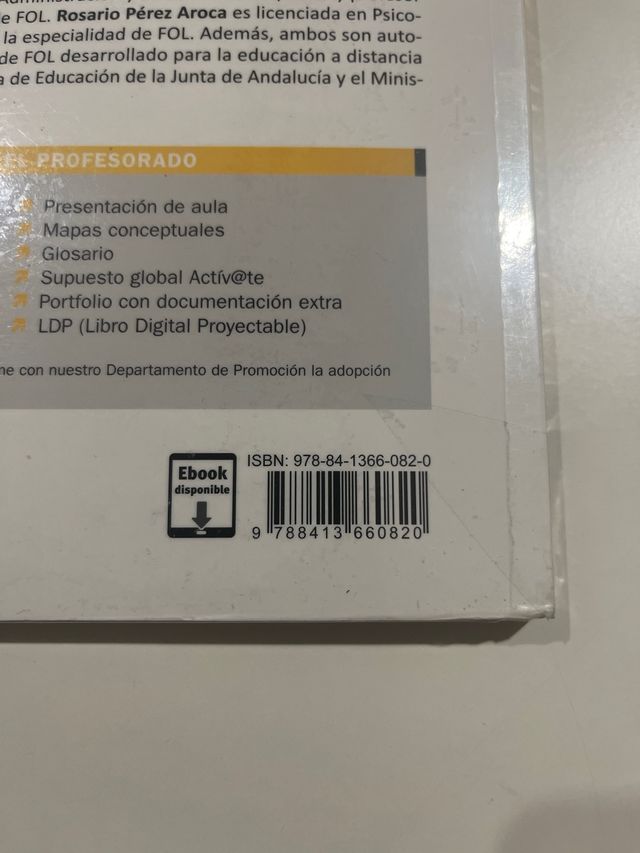 de FOL. Rosario Pérez Aroca es licenciada en Psico-
la especialidad de FOL. Además, ambos son auto-
de FOL desarrollado para la educación a distancia
a de Educación de la Junta de Andalucía y el Minis-
EL PROFESORADO
Presentación de aula
Mapas conceptuales
Glosario
Supuesto global Actív@te
Portfolio con documentación extra
LDP (Libro Digital Proyectable)
con nuestro Departamento de Promoción la adopción
ISBN: 978-84-1366-082-0
Ebook
disponible
9 788413 660820